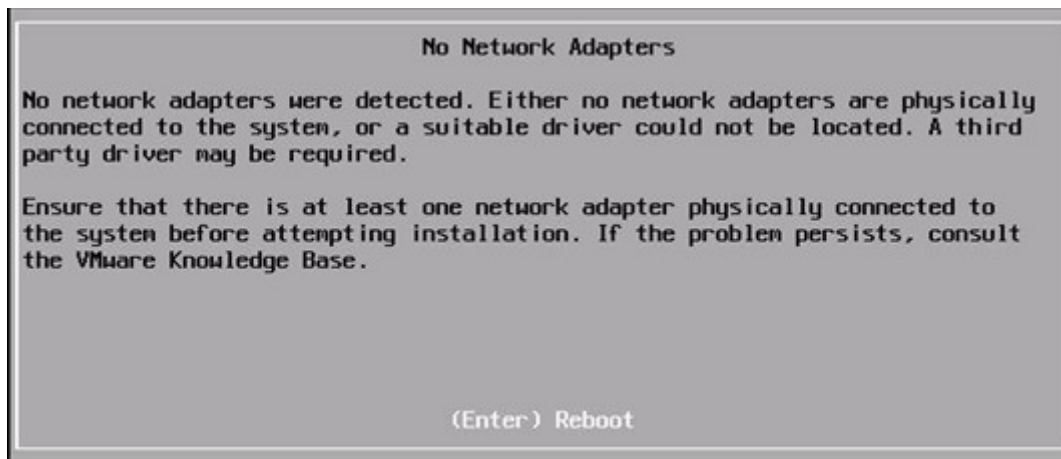 No Network Adapters
No network adapters were detected. Either no network adapters are physically
connected to the system, or a suitable driver could not be located. A third
party driver may be required.
Ensure that there is at least one network adapter physically connected to
the system before attempting installation. If the problem persists, consult
the VMware Knowledge Base.
(Enter) Reboot